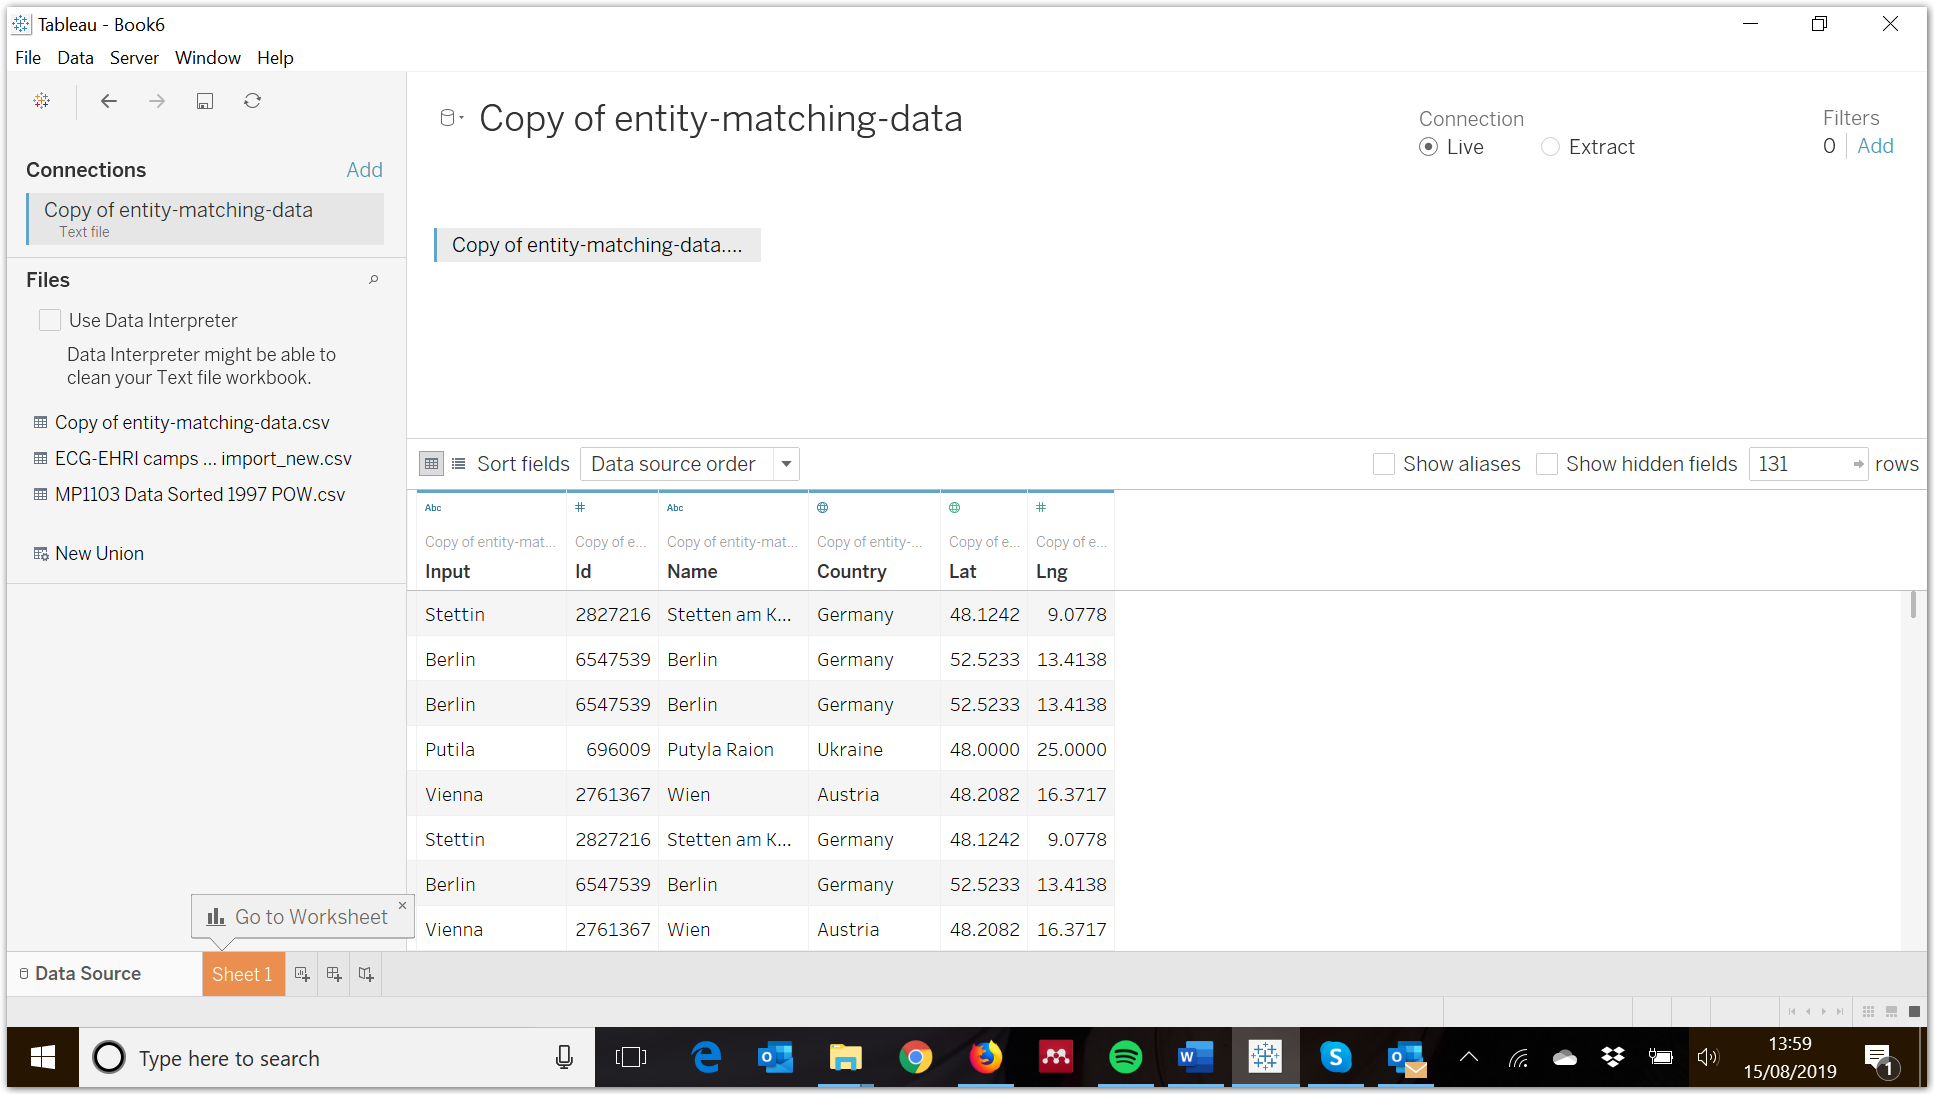 Tableau - Book6
File Data Server Window Help
Connections Add
Copy of entity-matching-data
Text file
Files
Use Data Interpreter
Data Interpreter might be able to
clean your Text file workbook.
Copy of entity-matching-data.csv
ECG-EHRI camps ... import_new.csv
MP1103 Data Sorted 1997 POW.csv
New Union
Copy of entity-matching-data
Connection
Live Extract
Filters
0 Add
Copy of entity-matching-data....
Sort fields Data source order Show aliases Show hidden fields 131 rows
Abc # Abc #
Copy of entity-mat... Copy of e... Copy of entity-mat... Copy of entity-... Copy of e... Copy of e...
Input Id Name Country Lat Lng
Stettin 2827216 Stetten am K... Germany 48.1242 9.0778
Berlin 6547539 Berlin Germany 52.5233 13.4138
Berlin 6547539 Berlin Germany 52.5233 13.4138
Putila 696009 Putyla Raion Ukraine 48.0000 25.0000
Vienna 2761367 Wien Austria 48.2082 16.3717
Stettin 2827216 Stetten am K... Germany 48.1242 9.0778
Berlin 6547539 Berlin Germany 52.5233 13.4138
Vienna 2761367 Wien Austria 48.2082 16.3717
Go to Worksheet
Data Source Sheet 1
Type here to search
13:59
15/08/2019
1